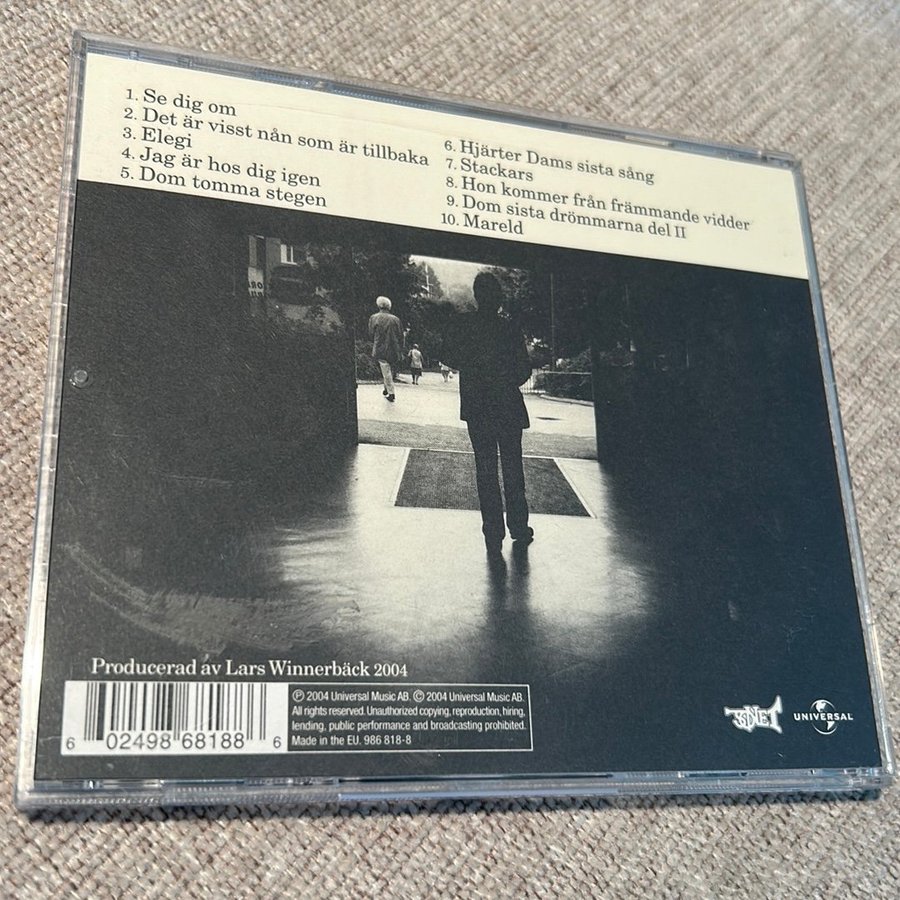 1. Se dig om
2. Det är visst nån som är tillbaka
3. Elegi
4. Jag är hos dig igen
5. Dom tomma stegen
6. Hjärter Dams sista sång
7. Stackars
8. Hon kommer från främmande vidder
9. Dom sista drömmarna del II
10. Mareld
Producerad av Lars Winnerbäck 2004
6 02498 68188 6
℗ 2004 Universal Music AB. © 2004 Universal Music AB.
All rights reserved. Unauthorized copying, reproduction, hiring,
lending, public performance and broadcasting prohibited.
Made in the EU. 986 818-8
UNIVERSAL